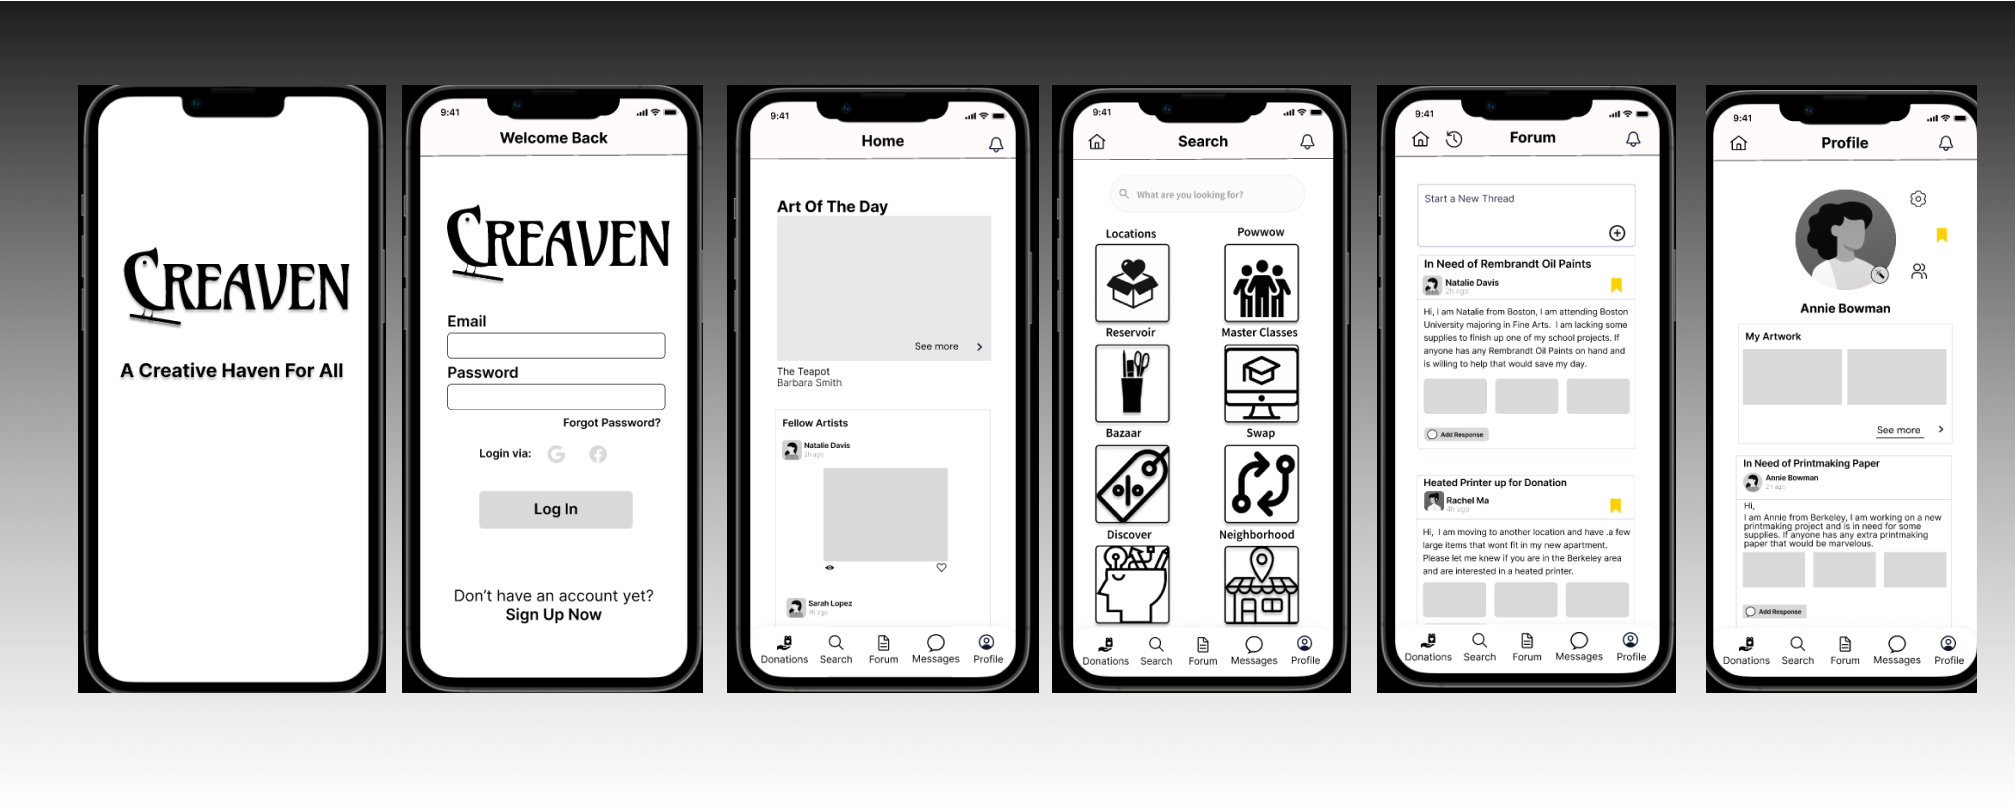 CREAVEN
A Creative Haven For All
9:41
Welcome Back
CREAVEN
Email
Password
Forgot Password?
Login via:
Log In
Don't have an account yet?
Sign Up Now
9:41
Home
Art Of The Day
See more
The Teapot
Barbara Smith
Fellow Artists
Natalie Davis
2h ago
Sarah Lopez
4h ago
Donations Search Forum Messages Profile
9:41
Search
What are you looking for?
Locations Powwow
Reservoir Master Classes
Bazaar Swap
Discover Neighborhood
Donations Search Forum Messages Profile
9:41
Forum
Start a New Thread
In Need of Rembrandt Oil Paints
Natalie Davis
2h ago
Hi, I am Natalie from Boston, I am attending Boston
University majoring in Fine Arts. I am lacking some
supplies to finish up one of my school projects. If
anyone has any Rembrandt Oil Paints on hand and
is willing to help that would save my day.
Add Response
Heated Printer up for Donation
Rachel Ma
4h ago
Hi, I am moving to another location and have .a few
large items that wont fit in my new apartment.
Please let me knew if you are in the Berkeley area
and are interested in a heated printer.
Donations Search Forum Messages Profile
9:41
Profile
Annie Bowman
My Artwork
See more
In Need of Printmaking Paper
Annie Bowman
2h ago
Hi,
I am Annie from Berkeley, I am working on a new
printmaking project and is in need for some
supplies. If anyone has any extra printmaking
paper that would be marvelous.
Add Response
Donations Search Forum Messages Profile